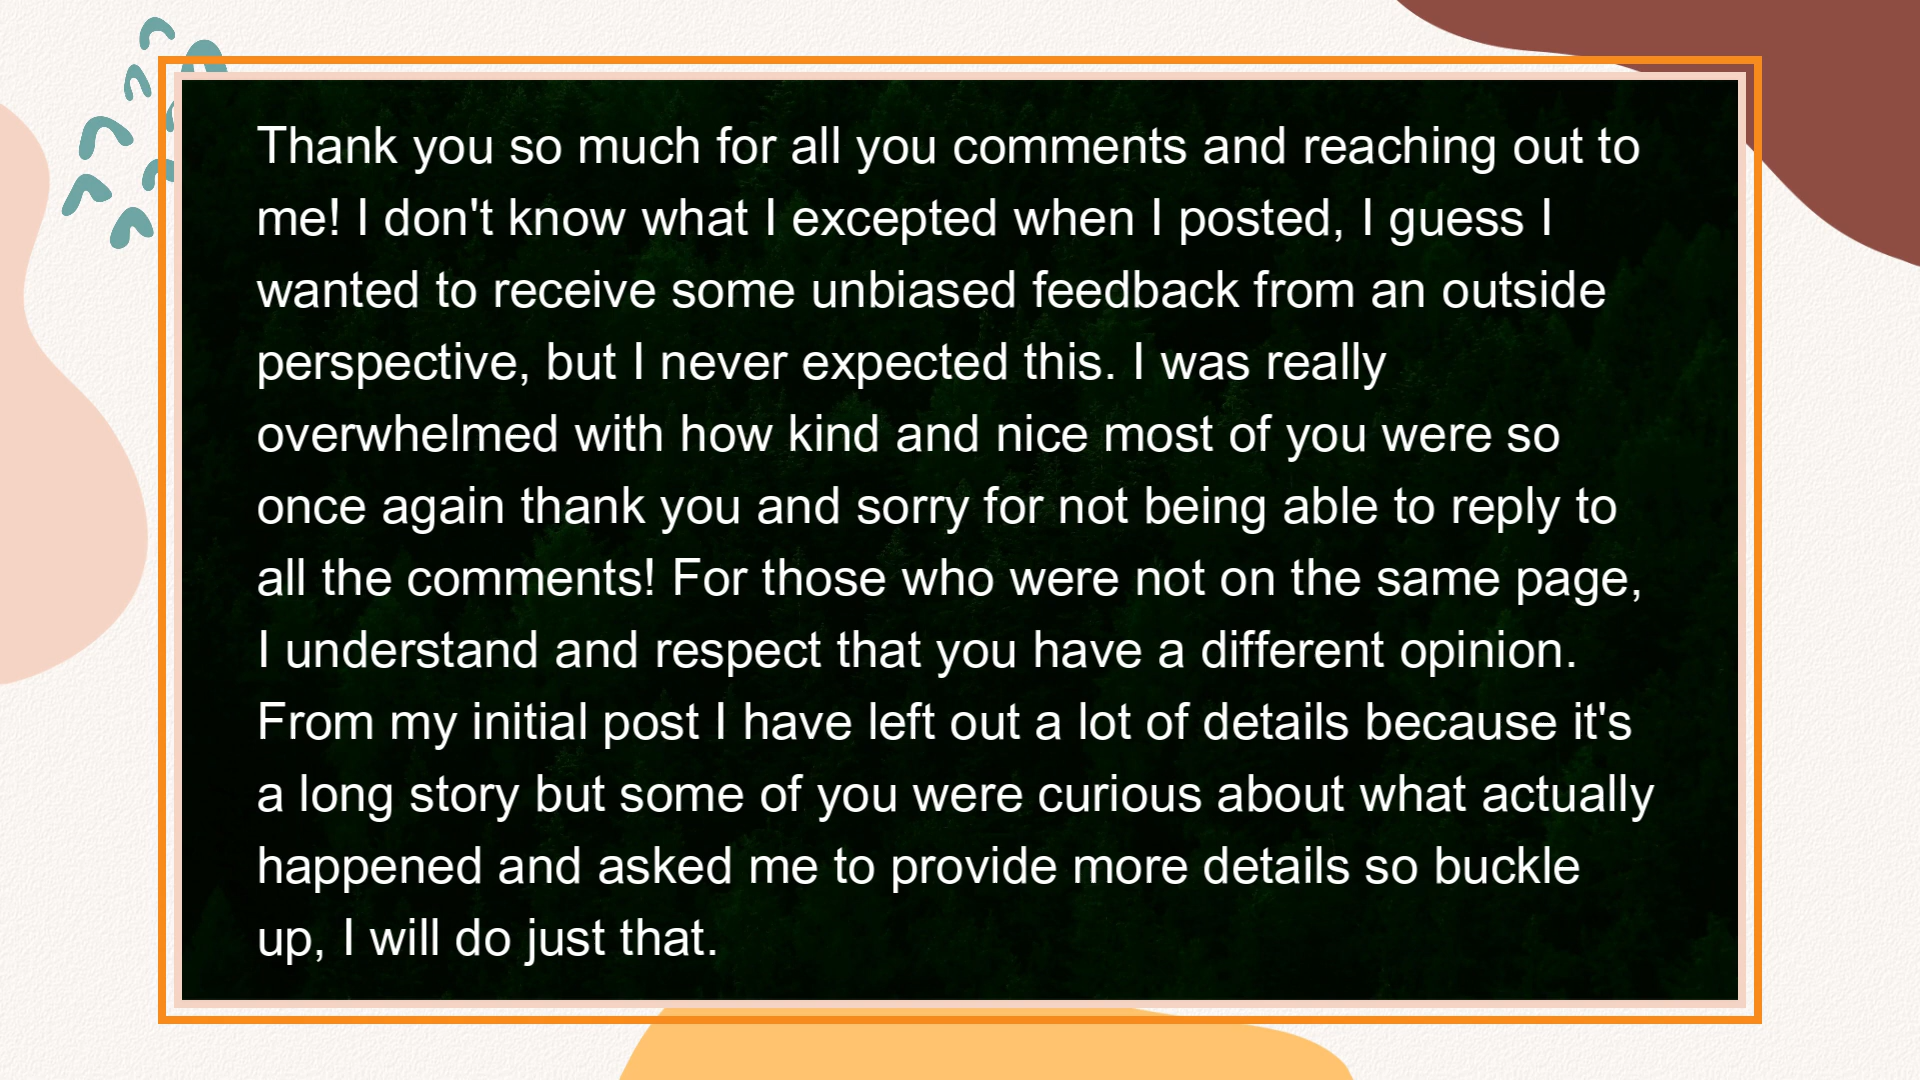 Thank you so much for all you comments and reaching out to
me! I don't know what I excepted when I posted, I guess I
wanted to receive some unbiased feedback from an outside
perspective, but I never expected this. I was really
overwhelmed with how kind and nice most of you were so
once again thank you and sorry for not being able to reply to
all the comments! For those who were not on the same page,
I understand and respect that you have a different opinion.
From my initial post I have left out a lot of details because it's
a long story but some of you were curious about what actually
happened and asked me to provide more details so buckle
up, I will do just that.